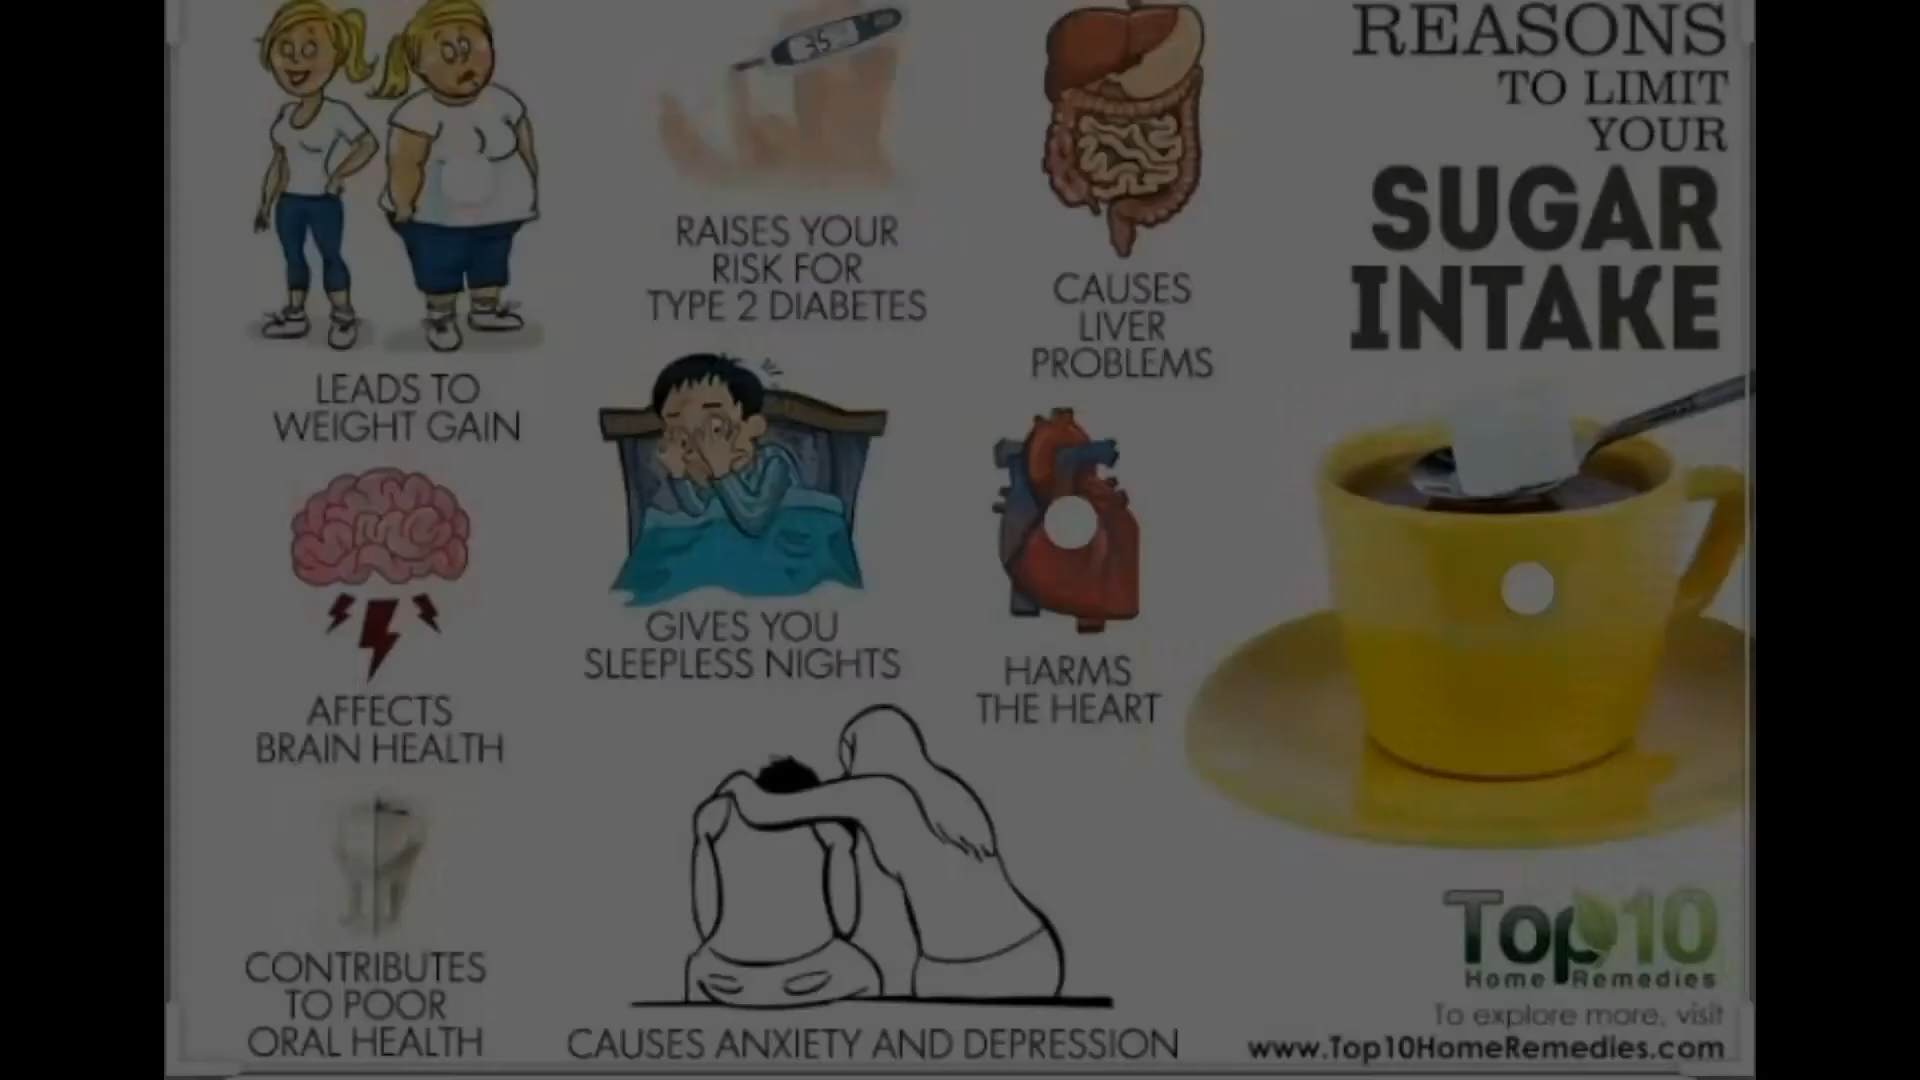 REASONS
TO LIMIT
YOUR
SUGAR
INTAKE
LEADS TO
WEIGHT GAIN
35
RAISES YOUR
RISK FOR
TYPE 2 DIABETES
CAUSES
LIVER
PROBLEMS
AFFECTS
BRAIN HEALTH
GIVES YOU
SLEEPLESS NIGHTS
HARMS
THE HEART
CONTRIBUTES
TO POOR
ORAL HEALTH
CAUSES ANXIETY AND DEPRESSION
Top10
Home Remedies
To explore more, visit
www.Top10HomeRemedies.com